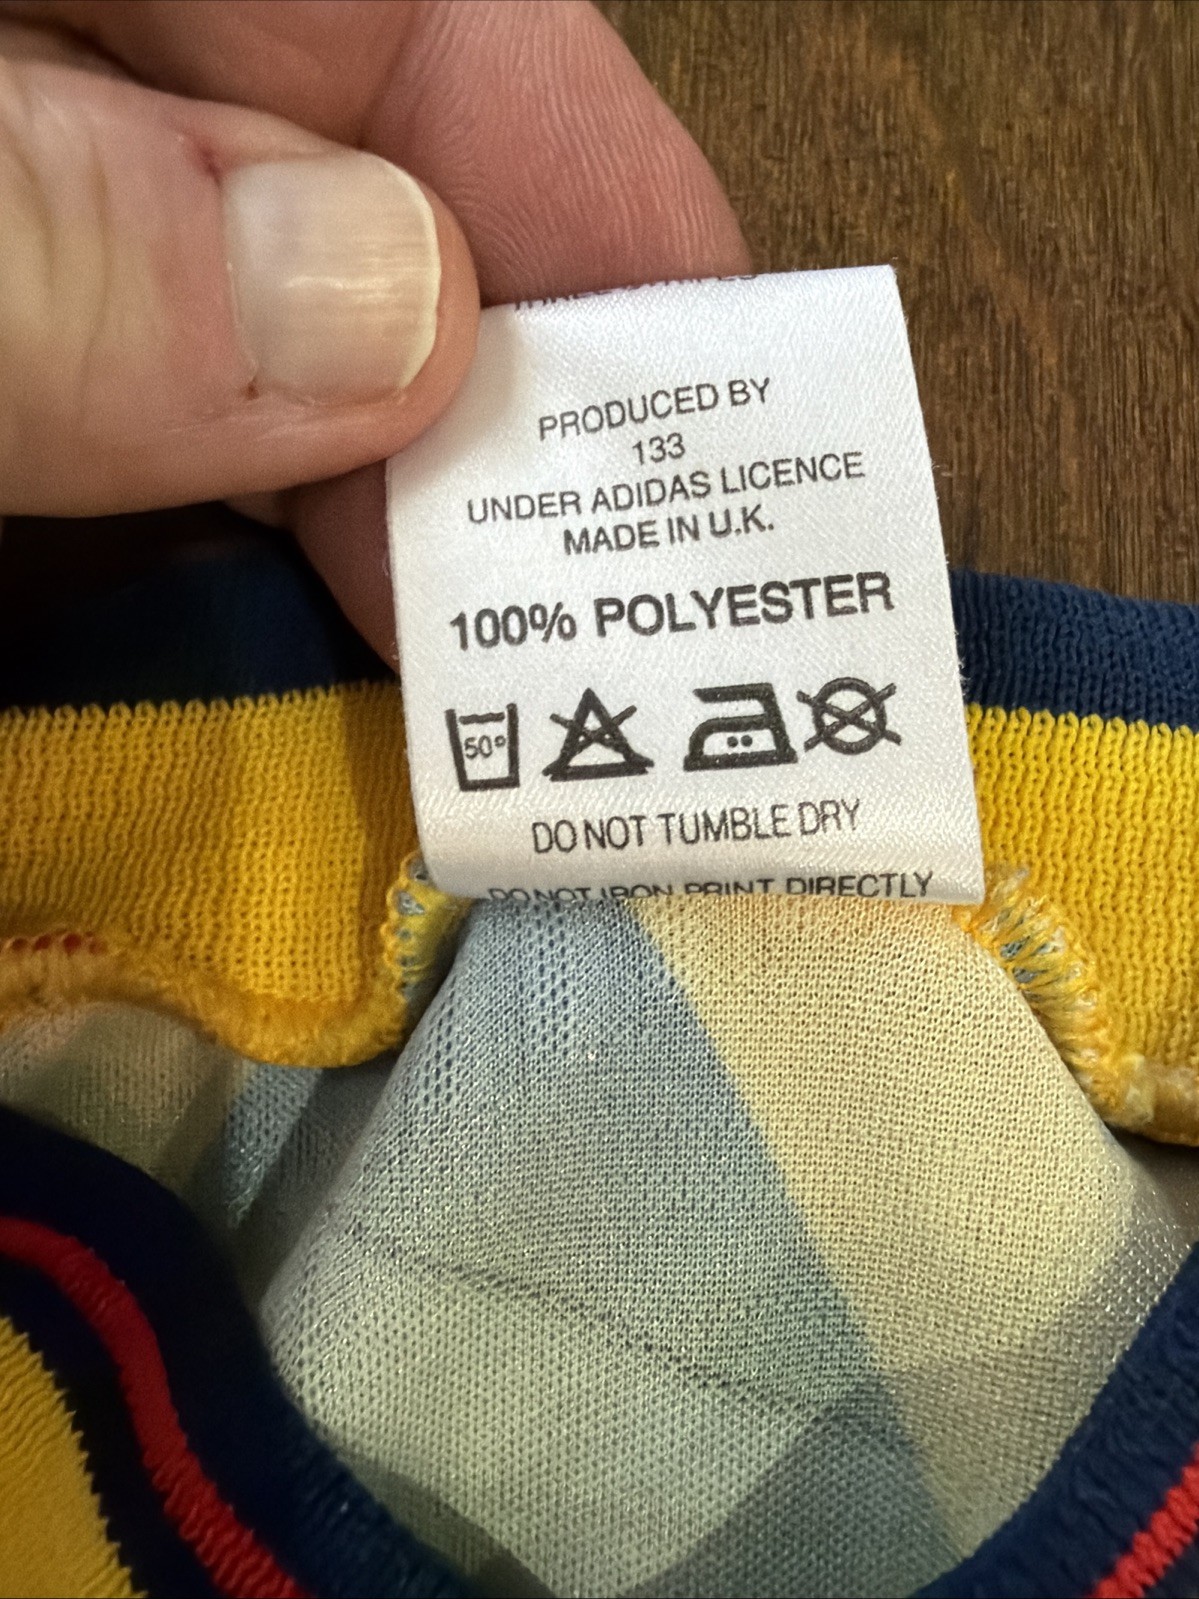 PRODUCED BY
133
UNDER ADIDAS LICENCE
MADE IN U.K.
100% POLYESTER
50°
DO NOT TUMBLE DRY
DO NOT IRON PRINT DIRECTLY